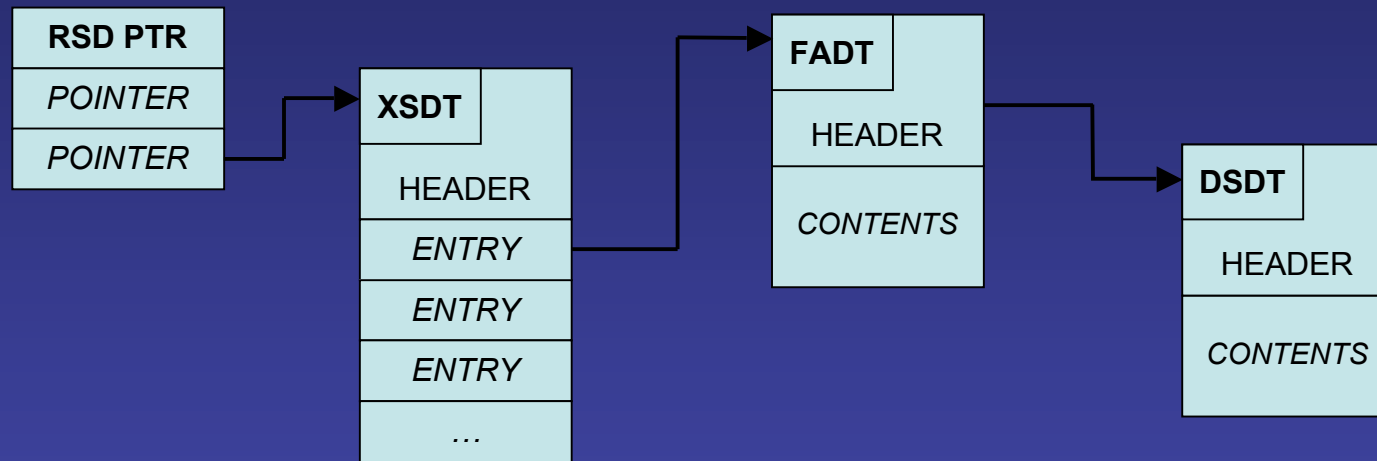 RSD PTR
POINTER
POINTER
XSDT
HEADER
ENTRY
ENTRY
ENTRY
...
FADT
HEADER
CONTENTS
DSDT
HEADER
CONTENTS